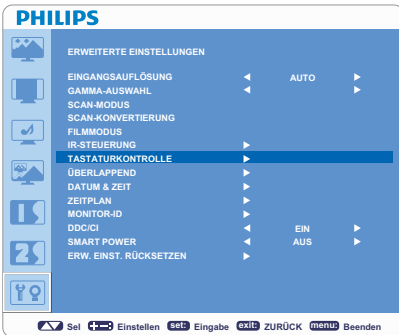 PHILIPS
ERWEITERTE EINSTELLUNGEN
EINGANGSAUFLÖSUNG AUTO
GAMMA-AUSWAHL
SCAN-MODUS
SCAN-KONVERTIERUNG
FILMMODUS
IR-STEUERUNG
TASTATURKONTROLLE
ÜBERLAPPEND
DATUM & ZEIT
ZEITPLAN
MONITOR-ID
DDC/CI EIN
SMART POWER AUS
ERW. EINST. RÜCKSETZEN
Sel Einstellen set: Eingabe exit: ZURÜCK menu: Beenden